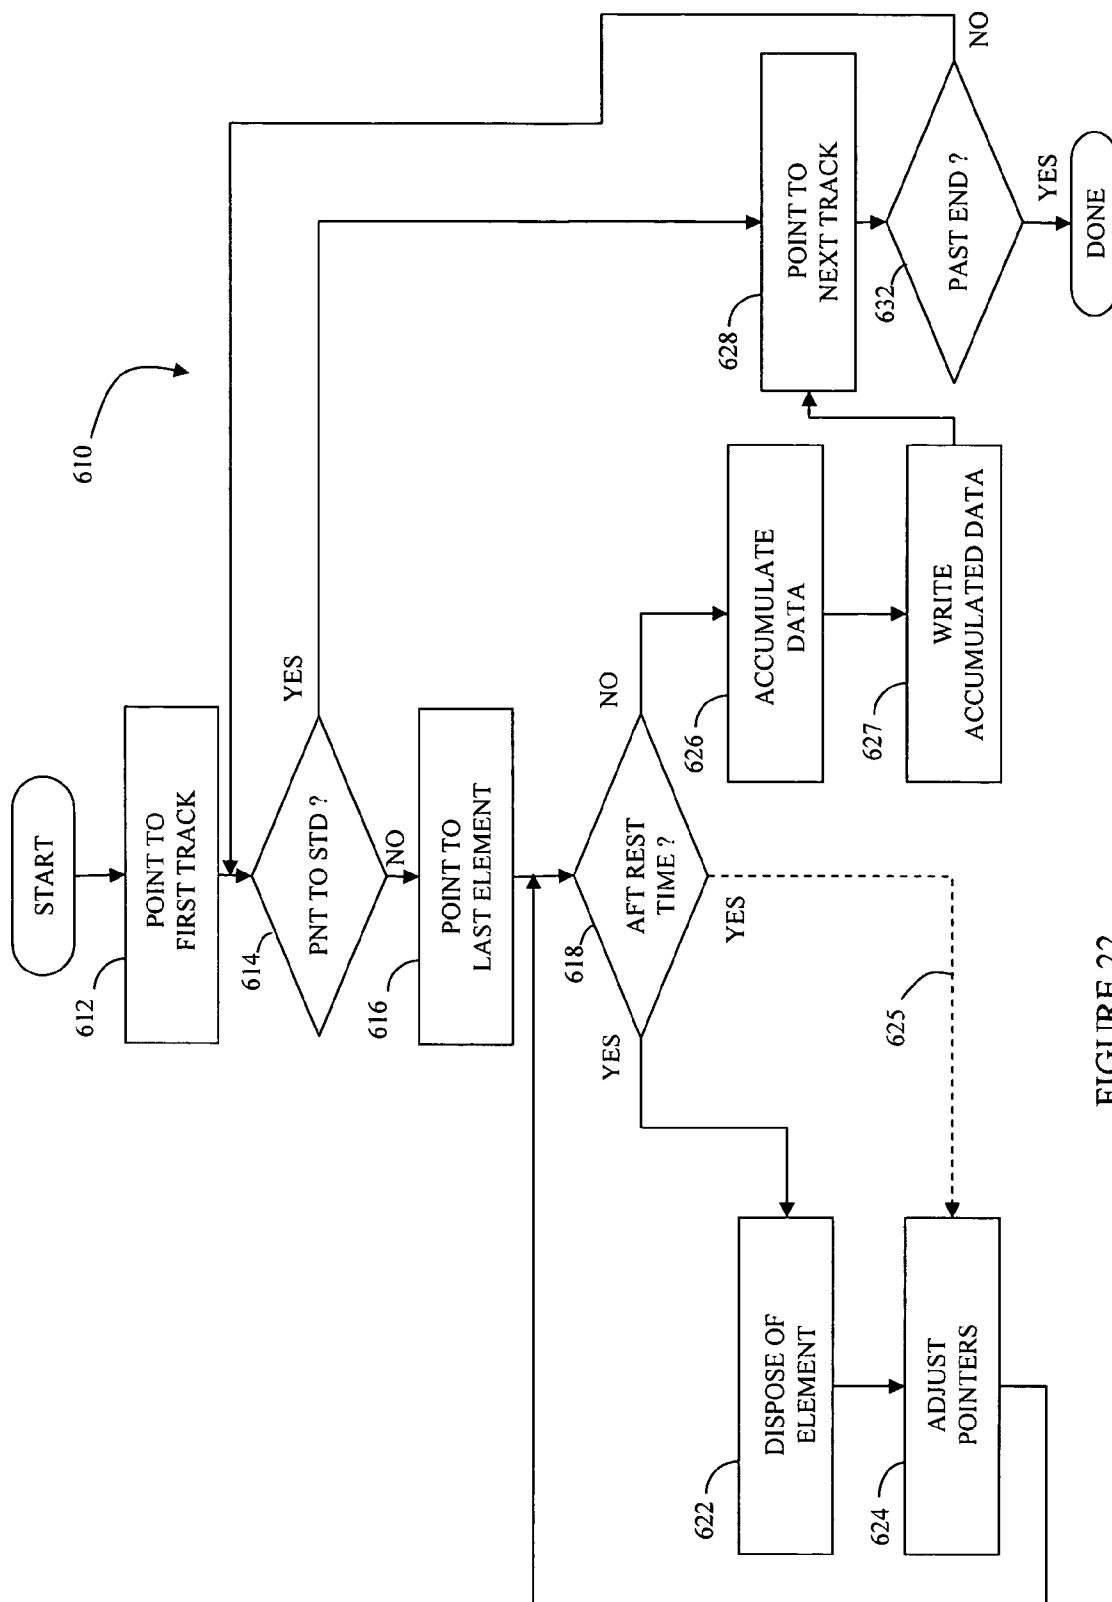 610
START
612
POINT TO
FIRST TRACK
614
PNT TO STD ?
YES
NO
616
POINT TO
LAST ELEMENT
618
AFT REST
TIME ?
YES
YES
NO
622
DISPOSE OF
ELEMENT
624
ADJUST
POINTERS
625
626
ACCUMULATE
DATA
627
WRITE
ACCUMULATED DATA
628
POINT TO
NEXT TRACK
632
PAST END ?
NO
YES
DONE
FIGURE 22